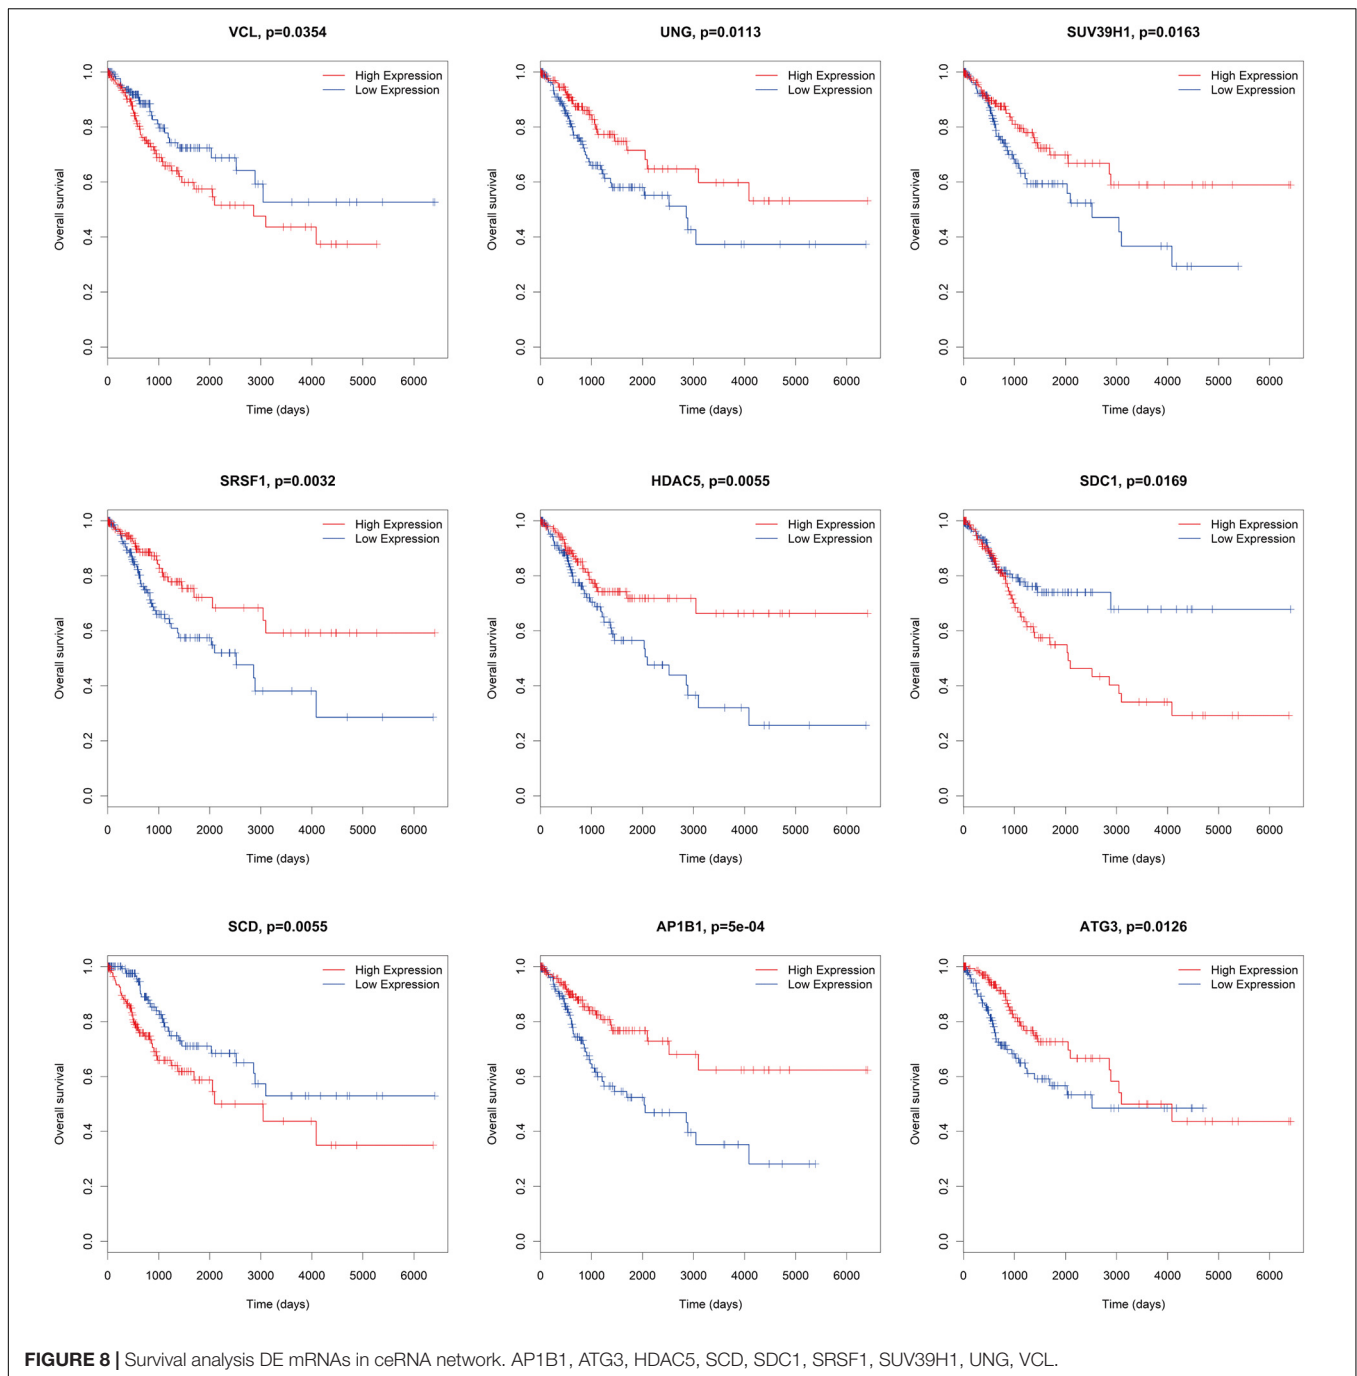 VCL, p=0.0354
High Expression
Low Expression
Overall survival
1.0
0.8
0.6
0.4
0.2
0.0
0 1000 2000 3000 4000 5000 6000
Time (days)
UNG, p=0.0113
High Expression
Low Expression
Overall survival
1.0
0.8
0.6
0.4
0.2
0.0
0 1000 2000 3000 4000 5000 6000
Time (days)
SUV39H1, p=0.0163
High Expression
Low Expression
Overall survival
1.0
0.8
0.6
0.4
0.2
0.0
0 1000 2000 3000 4000 5000 6000
Time (days)
SRSF1, p=0.0032
High Expression
Low Expression
Overall survival
1.0
0.8
0.6
0.4
0.2
0.0
0 1000 2000 3000 4000 5000 6000
Time (days)
HDAC5, p=0.0055
High Expression
Low Expression
Overall survival
1.0
0.8
0.6
0.4
0.2
0.0
0 1000 2000 3000 4000 5000 6000
Time (days)
SDC1, p=0.0169
High Expression
Low Expression
Overall survival
1.0
0.8
0.6
0.4
0.2
0.0
0 1000 2000 3000 4000 5000 6000
Time (days)
SCD, p=0.0055
High Expression
Low Expression
Overall survival
1.0
0.8
0.6
0.4
0.2
0.0
0 1000 2000 3000 4000 5000 6000
Time (days)
AP1B1, p=5e-04
High Expression
Low Expression
Overall survival
1.0
0.8
0.6
0.4
0.2
0.0
0 1000 2000 3000 4000 5000 6000
Time (days)
ATG3, p=0.0126
High Expression
Low Expression
Overall survival
1.0
0.8
0.6
0.4
0.2
0.0
0 1000 2000 3000 4000 5000 6000
Time (days)
FIGURE 8 | Survival analysis DE mRNAs in ceRNA network. AP1B1, ATG3, HDAC5, SCD, SDC1, SRSF1, SUV39H1, UNG, VCL.